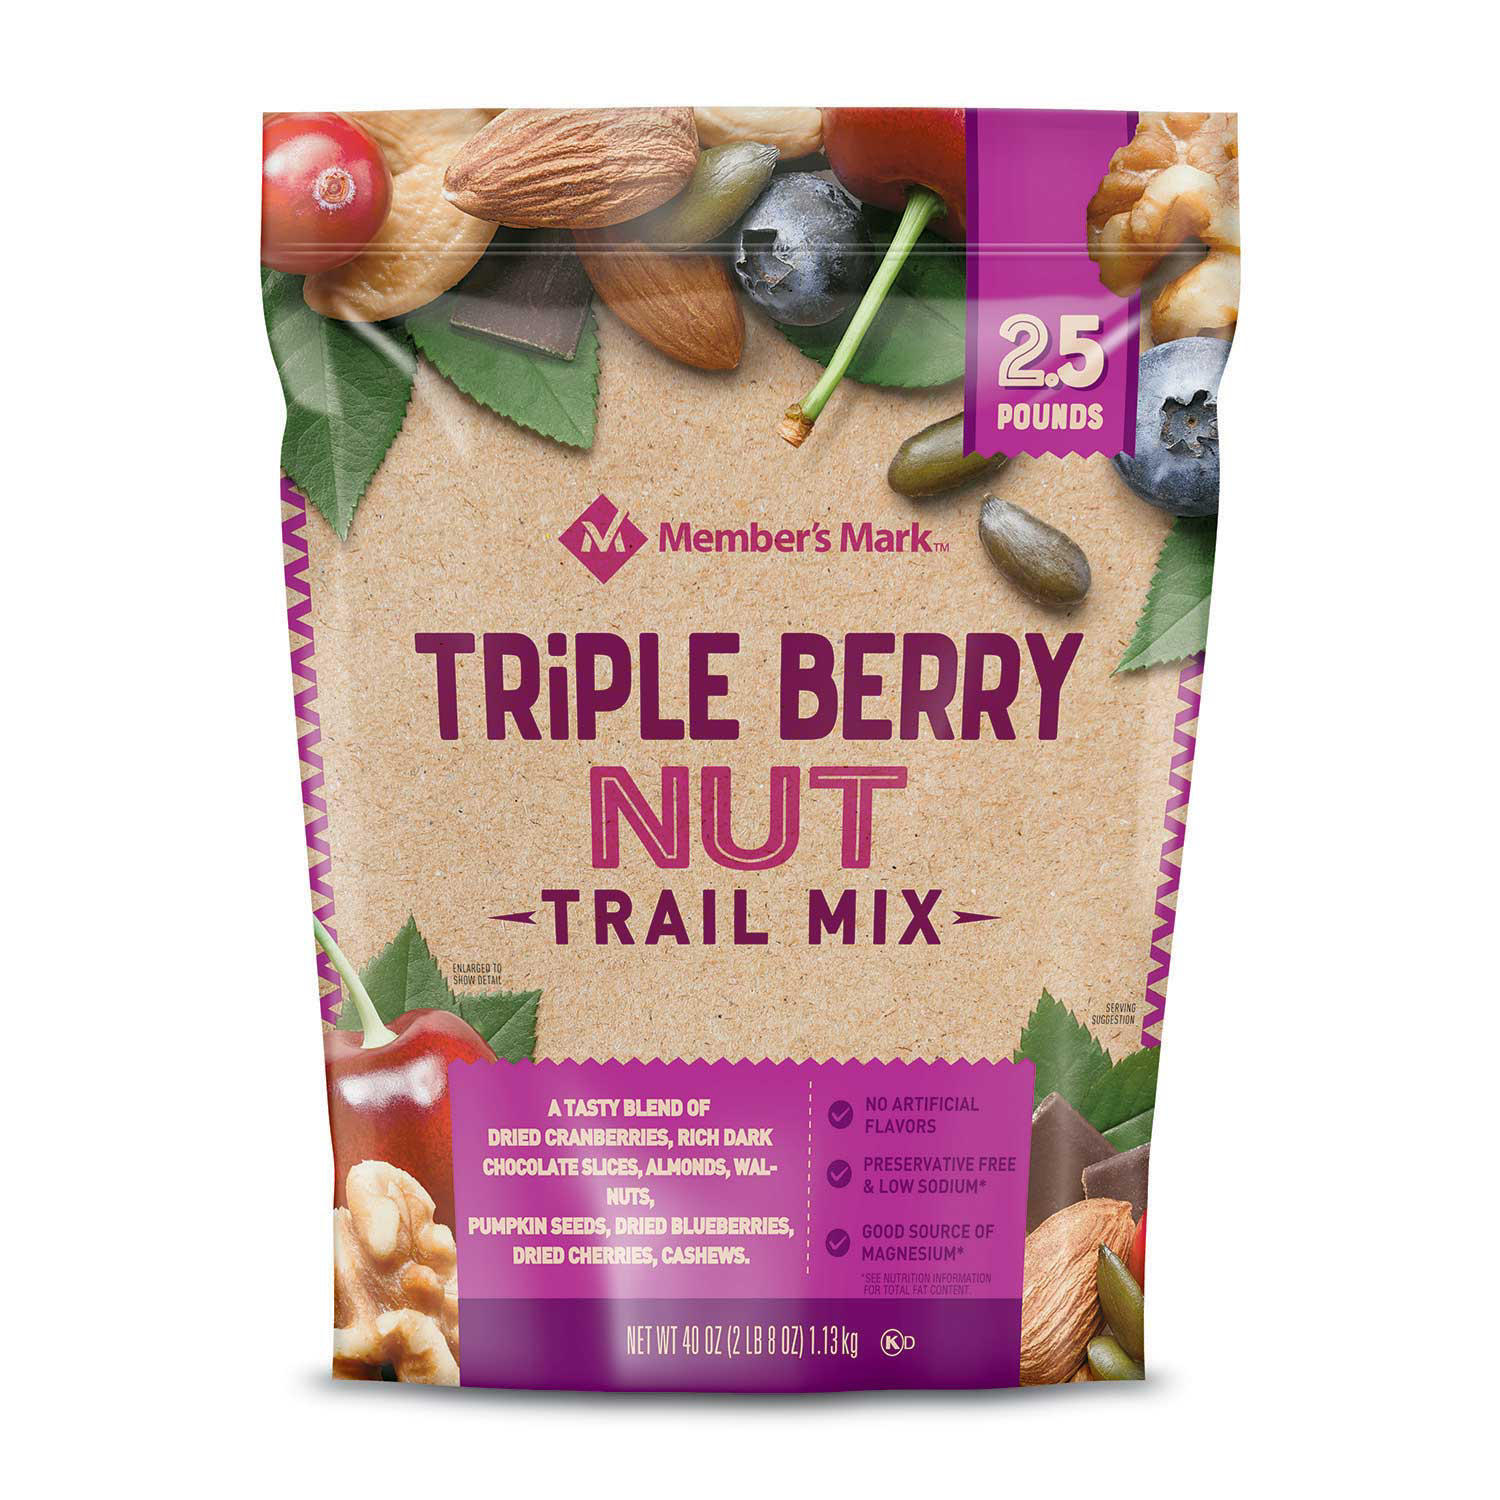 2.5
POUNDS
Member's Mark™
TRiPLE BERRY
NUT
TRAIL MIX
ENLARGED TO
SHOW DETAIL
SERVING
SUGGESTION
A TASTY BLEND OF
DRIED CRANBERRIES, RICH DARK
CHOCOLATE SLICES, ALMONDS, WAL-
NUTS,
PUMPKIN SEEDS, DRIED BLUEBERRIES,
DRIED CHERRIES, CASHEWS.
NO ARTIFICIAL
FLAVORS
PRESERVATIVE FREE
& LOW SODIUM*
GOOD SOURCE OF
MAGNESIUM*
*SEE NUTRITION INFORMATION
FOR TOTAL FAT CONTENT.
NET WT 40 OZ (2 LB 8 OZ) 1.13 kg
K D